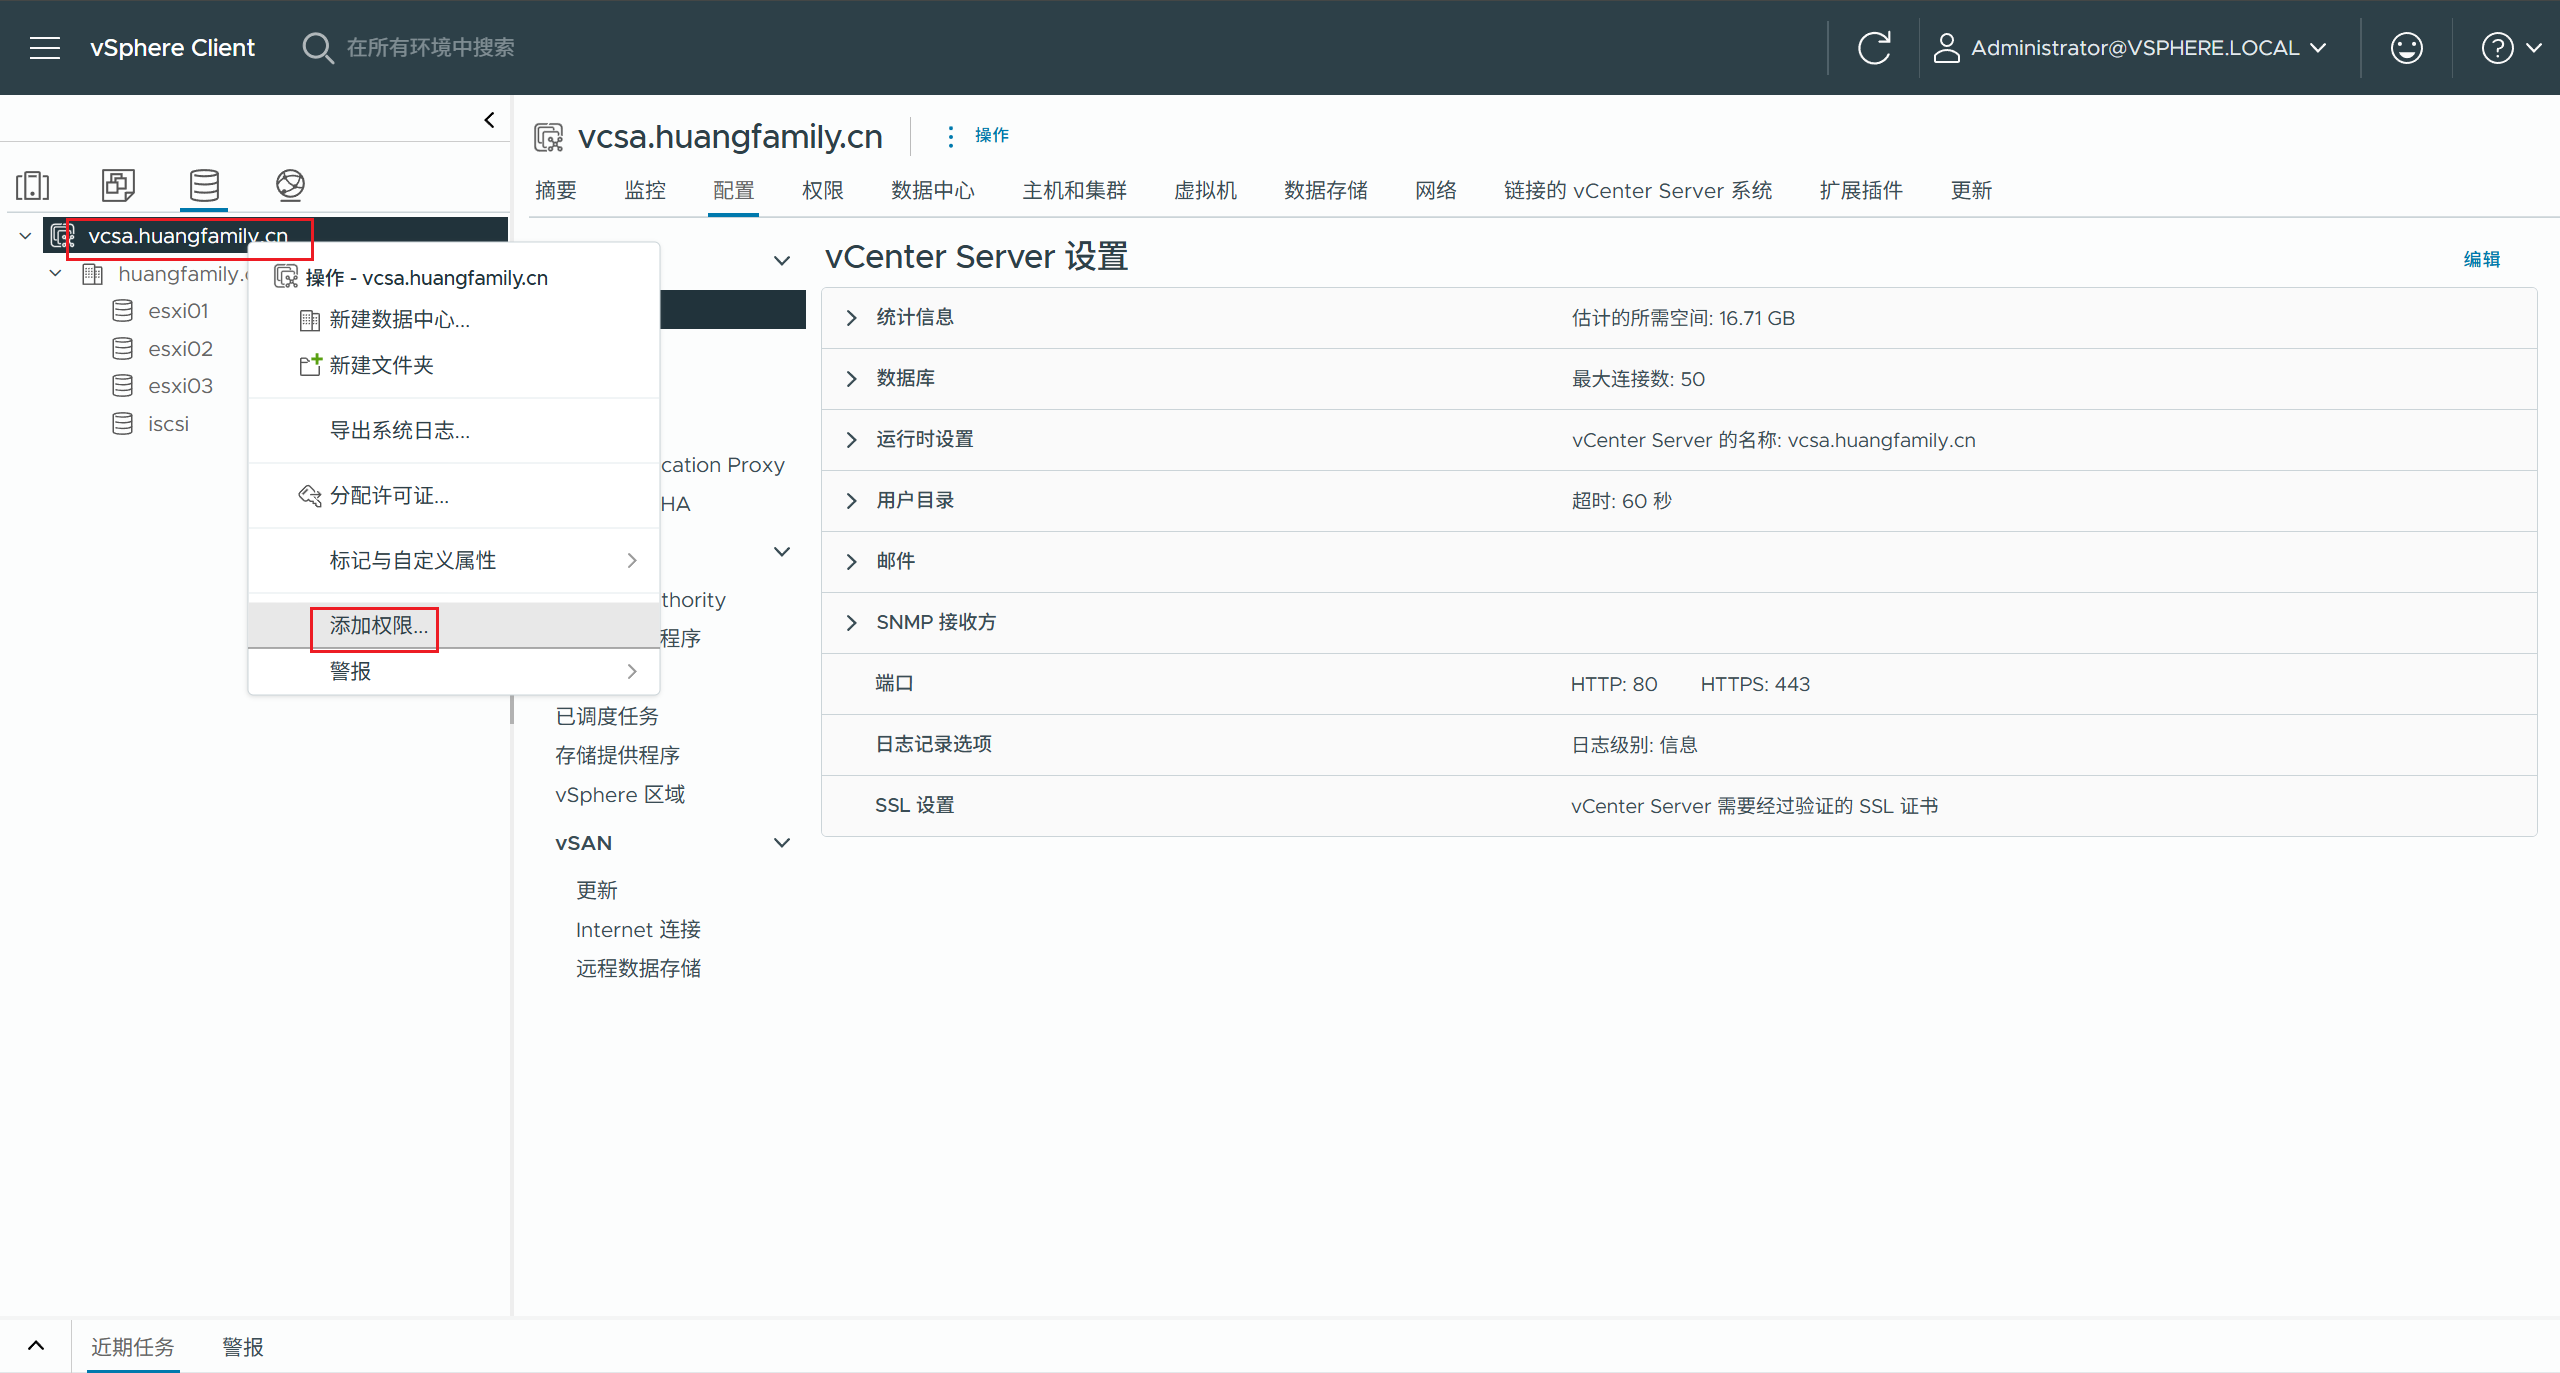 vSphere Client
在所有环境中搜索
Administrator@VSPHERE.LOCAL
vcsa.huangfamily.cn
操作
摘要
监控
配置
权限
数据中心
主机和集群
虚拟机
数据存储
网络
链接的 vCenter Server 系统
扩展插件
更新
vcsa.huangfamily.cn
huangfamily.
esxi01
esxi02
esxi03
iscsi
操作 - vcsa.huangfamily.cn
新建数据中心...
新建文件夹
导出系统日志...
分配许可证...
标记与自定义属性
添加权限...
警报
cation Proxy
HA
thority
程序
已调度任务
存储提供程序
vSphere 区域
vSAN
更新
Internet 连接
远程数据存储
vCenter Server 设置
编辑
统计信息
估计的所需空间: 16.71 GB
数据库
最大连接数: 50
运行时设置
vCenter Server 的名称: vcsa.huangfamily.cn
用户目录
超时: 60 秒
邮件
SNMP 接收方
端口
HTTP: 80 HTTPS: 443
日志记录选项
日志级别: 信息
SSL 设置
vCenter Server 需要经过验证的 SSL 证书
近期任务
警报